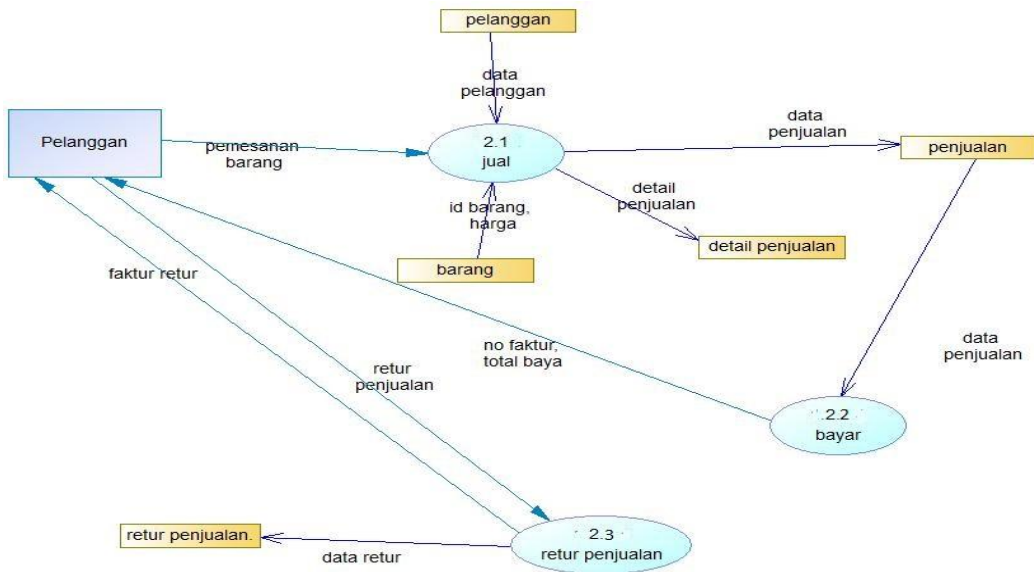 pelanggan
data
pelanggan
Pelanggan
pemesanan
barang
2.1
jual
data
penjualan
penjualan
id barang,
harga
detail
penjualan
detail penjualan
barang
faktur retur
no faktur,
total baya
data
penjualan
retur
penjualan
2.2
bayar
retur penjualan.
data retur
2.3
retur penjualan